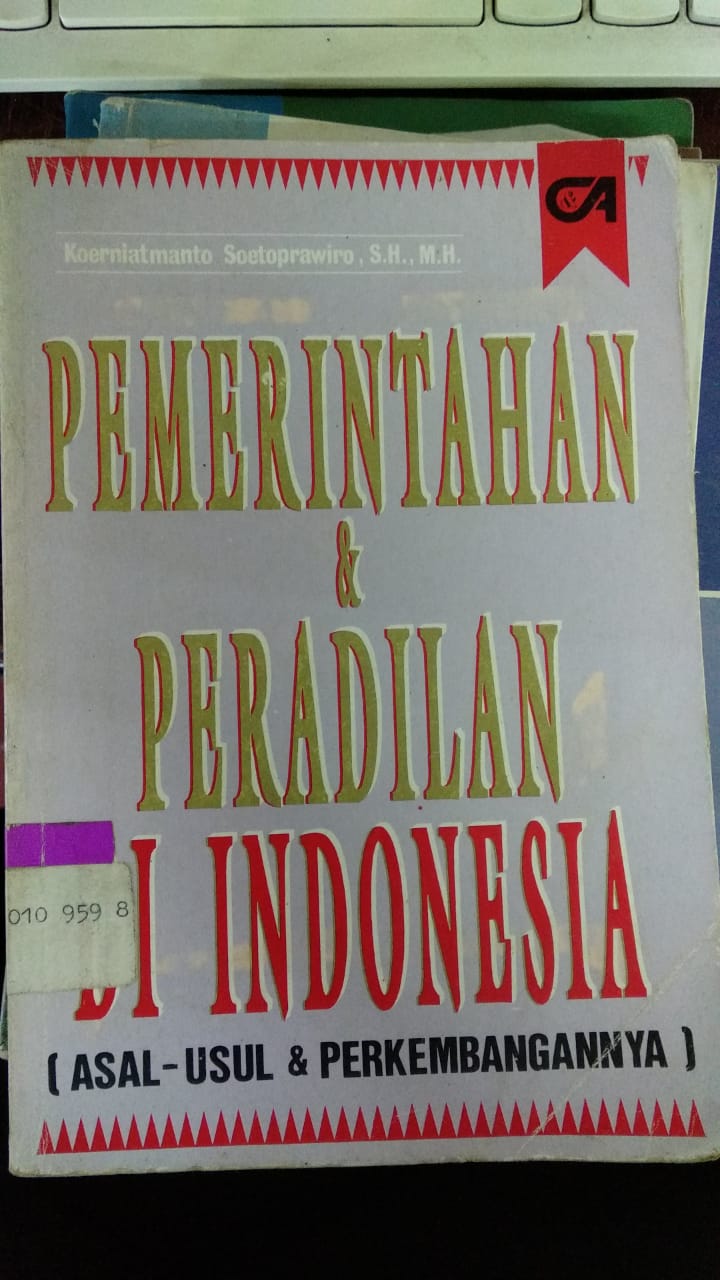 C&A
Koerniatmanto Soetoprawiro, S.H., M.H.
PEMERINTAHAN
&
PERADILAN
DI INDONESIA
010 959 8
( ASAL-USUL & PERKEMBANGANNYA )